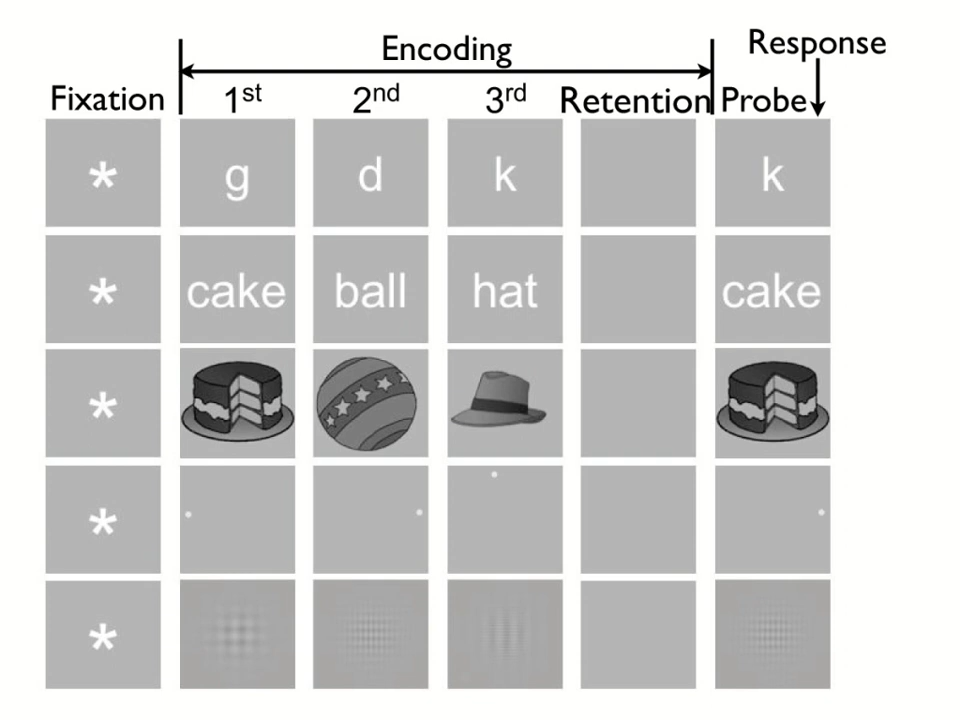 Encoding
Response
Fixation 1st 2nd 3rd Retention Probe
* g d k k
* cake ball hat cake
*
*
*